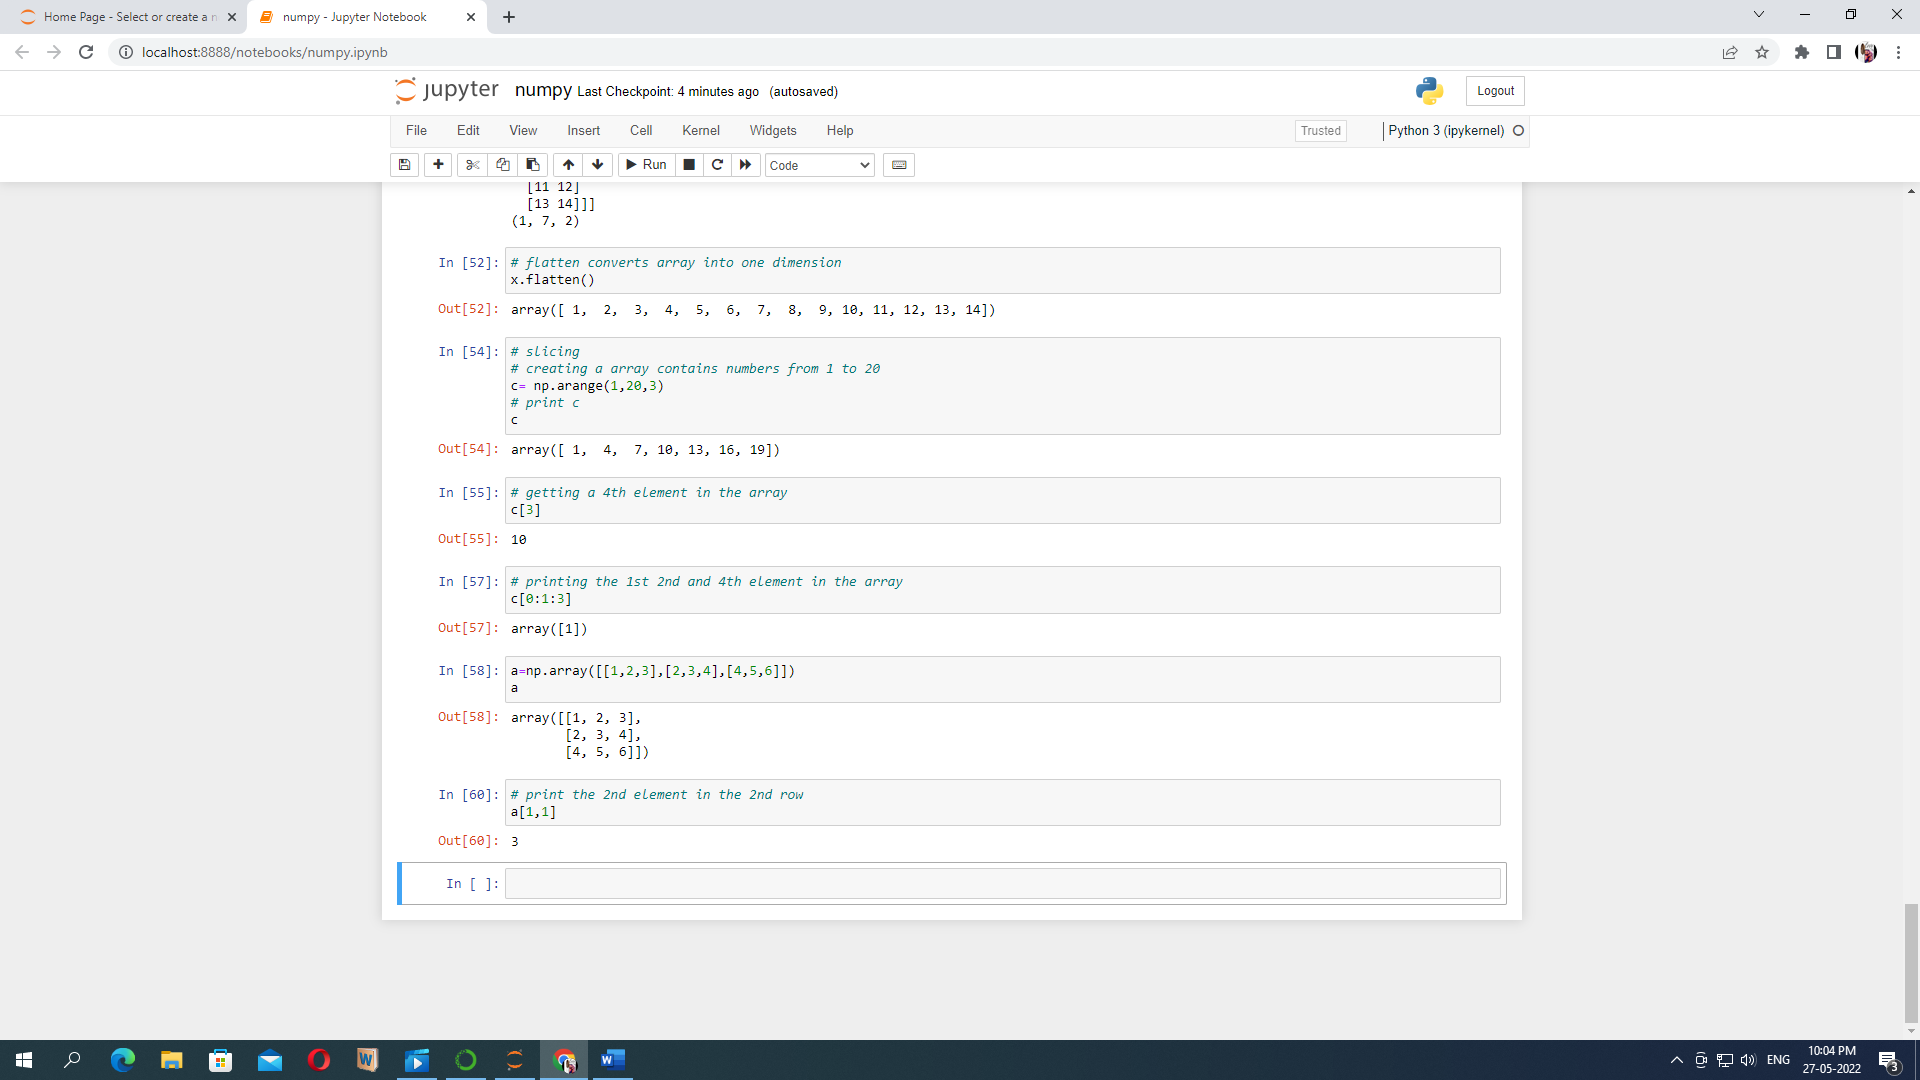 Home Page - Select or create a n
numpy - Jupyter Notebook
localhost:8888/notebooks/numpy.ipynb
jupyter numpy Last Checkpoint: 4 minutes ago (autosaved)
Logout
File Edit View Insert Cell Kernel Widgets Help
Trusted
Python 3 (ipykernel)
Run
Code
[11 12]
[13 14]]]
(1, 7, 2)
In [52]: # flatten converts array into one dimension
x.flatten()
Out[52]: array([ 1,  2,  3,  4,  5,  6,  7,  8,  9, 10, 11, 12, 13, 14])
In [54]: # slicing
# creating a array contains numbers from 1 to 20
c= np.arange(1,20,3)
# print c
c
Out[54]: array([ 1,  4,  7, 10, 13, 16, 19])
In [55]: # getting a 4th element in the array
c[3]
Out[55]: 10
In [57]: # printing the 1st 2nd and 4th element in the array
c[0:1:3]
Out[57]: array([1])
In [58]: a=np.array([[1,2,3],[2,3,4],[4,5,6]])
a
Out[58]: array([[1, 2, 3],
[2, 3, 4],
[4, 5, 6]])
In [60]: # print the 2nd element in the 2nd row
a[1,1]
Out[60]: 3
In [ ]:
ENG
10:04 PM
27-05-2022
3